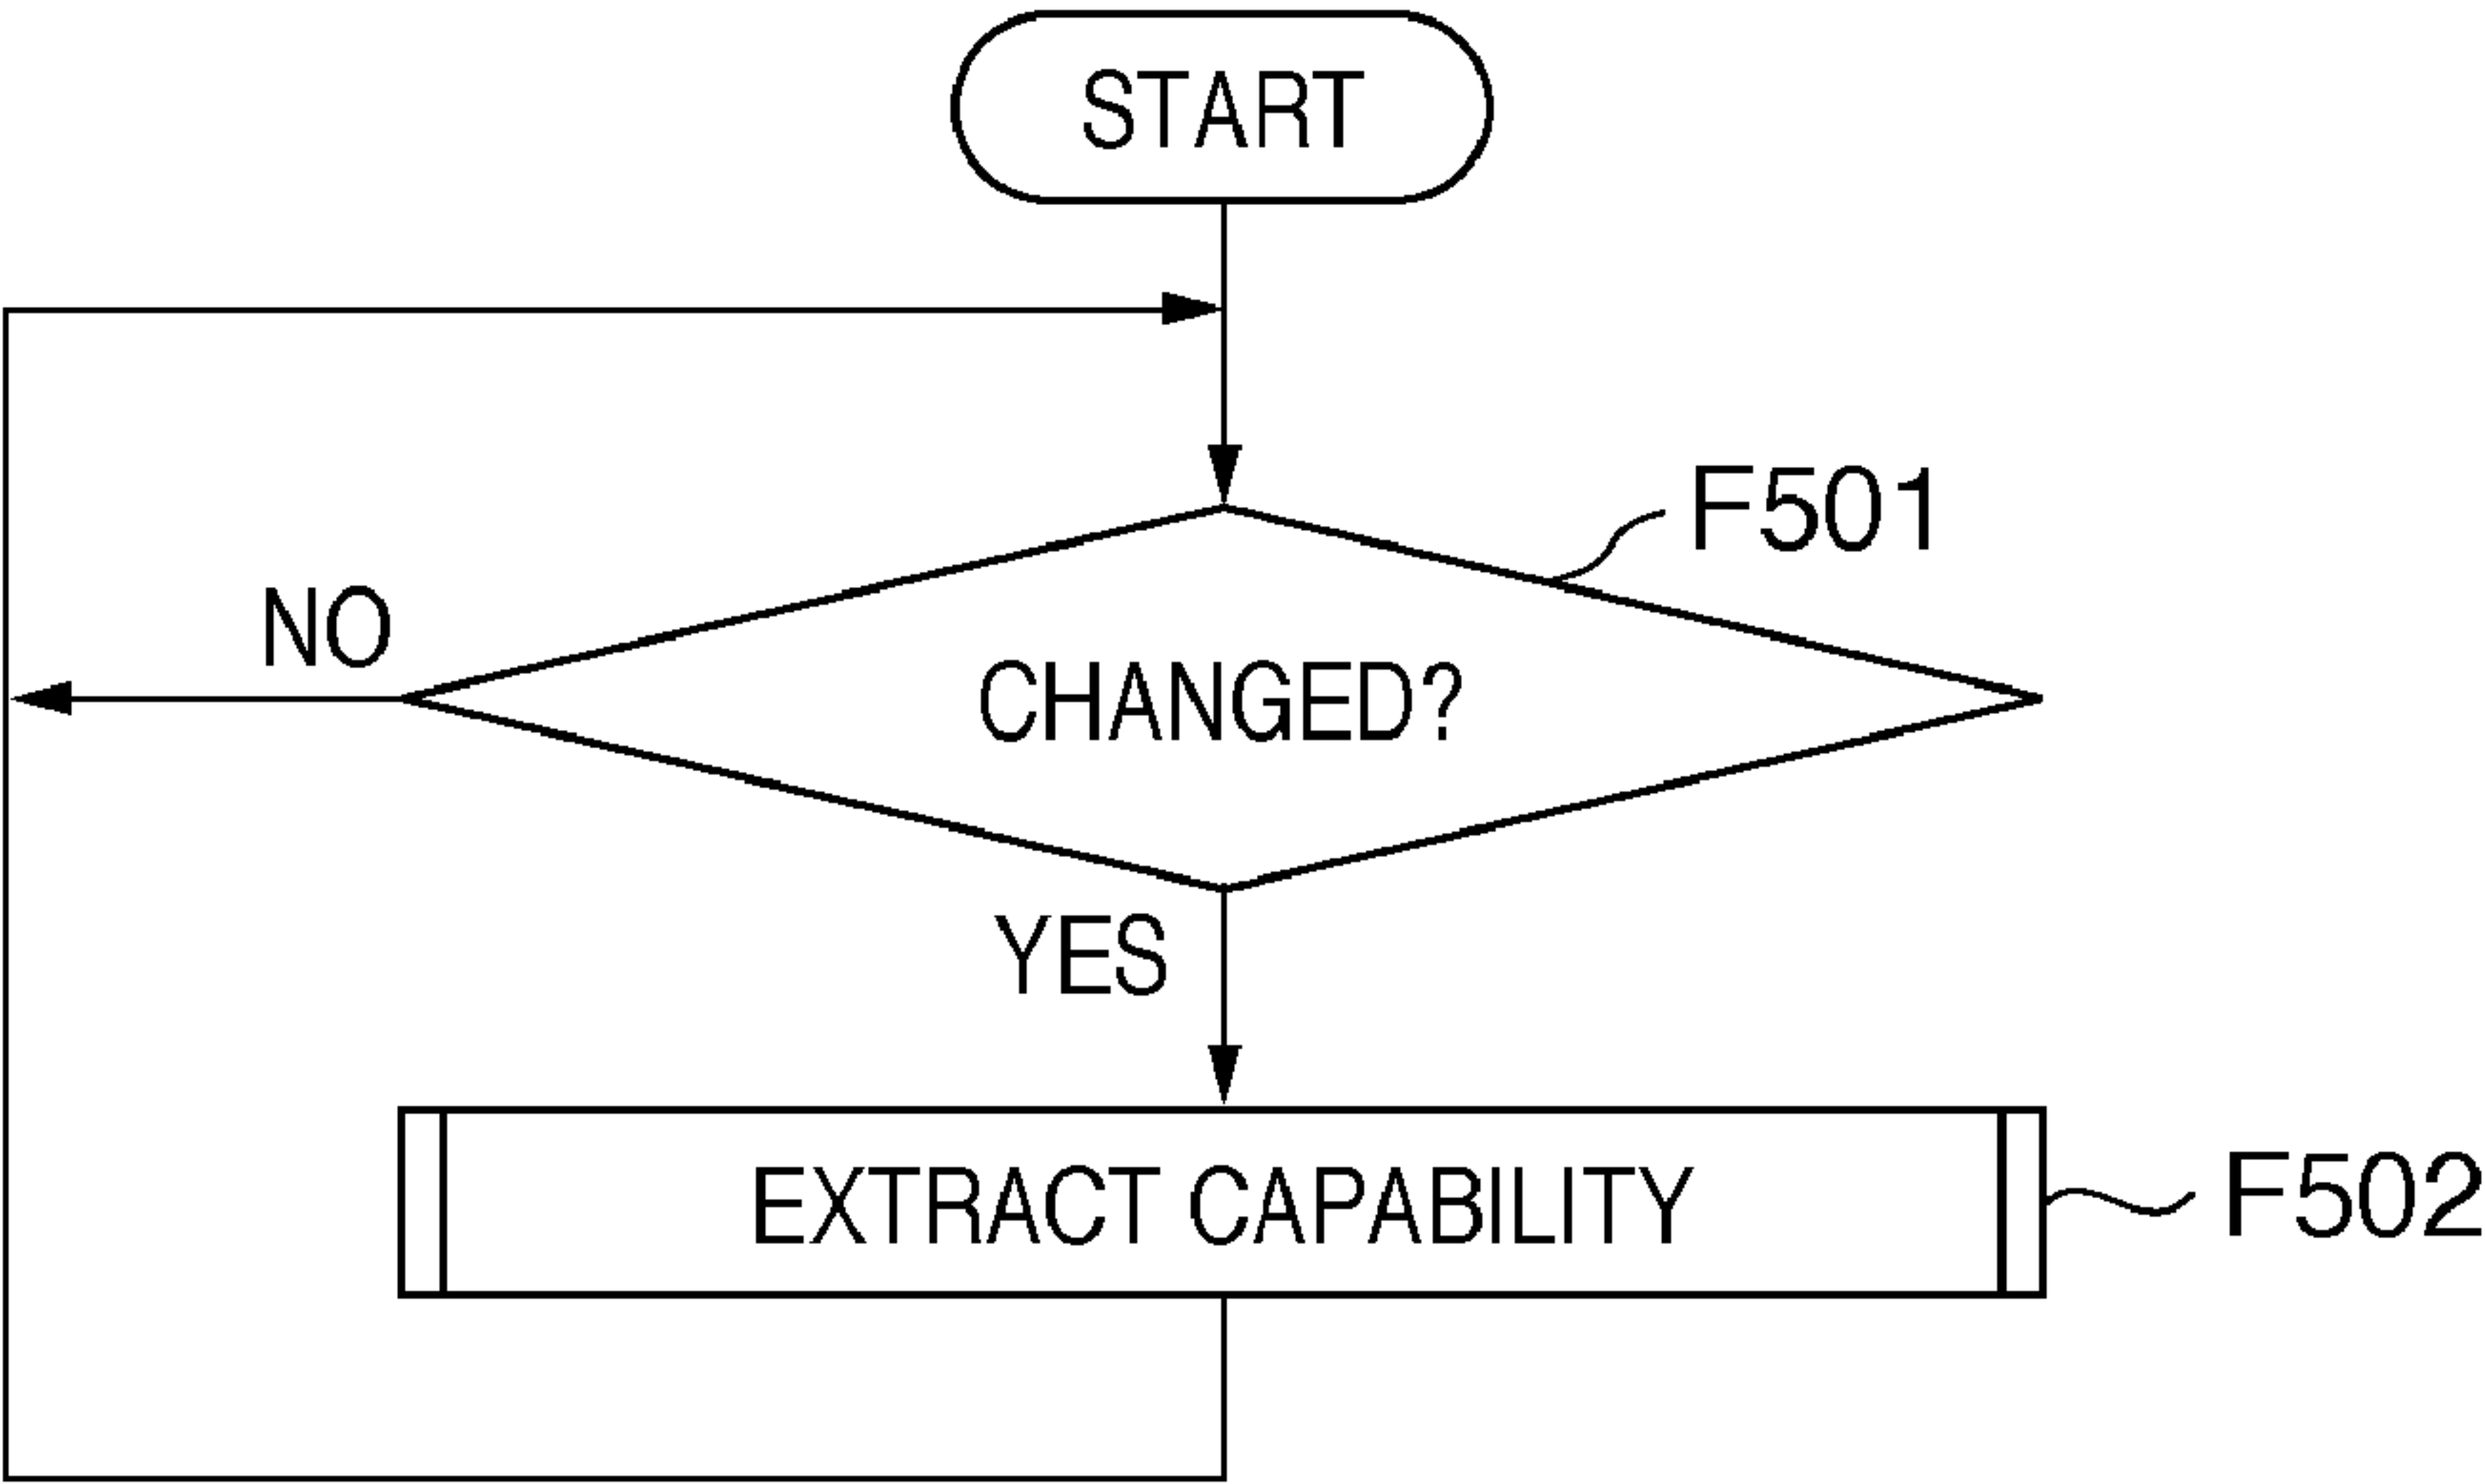 START
F501
NO
CHANGED?
YES
EXTRACT CAPABILITY
F502